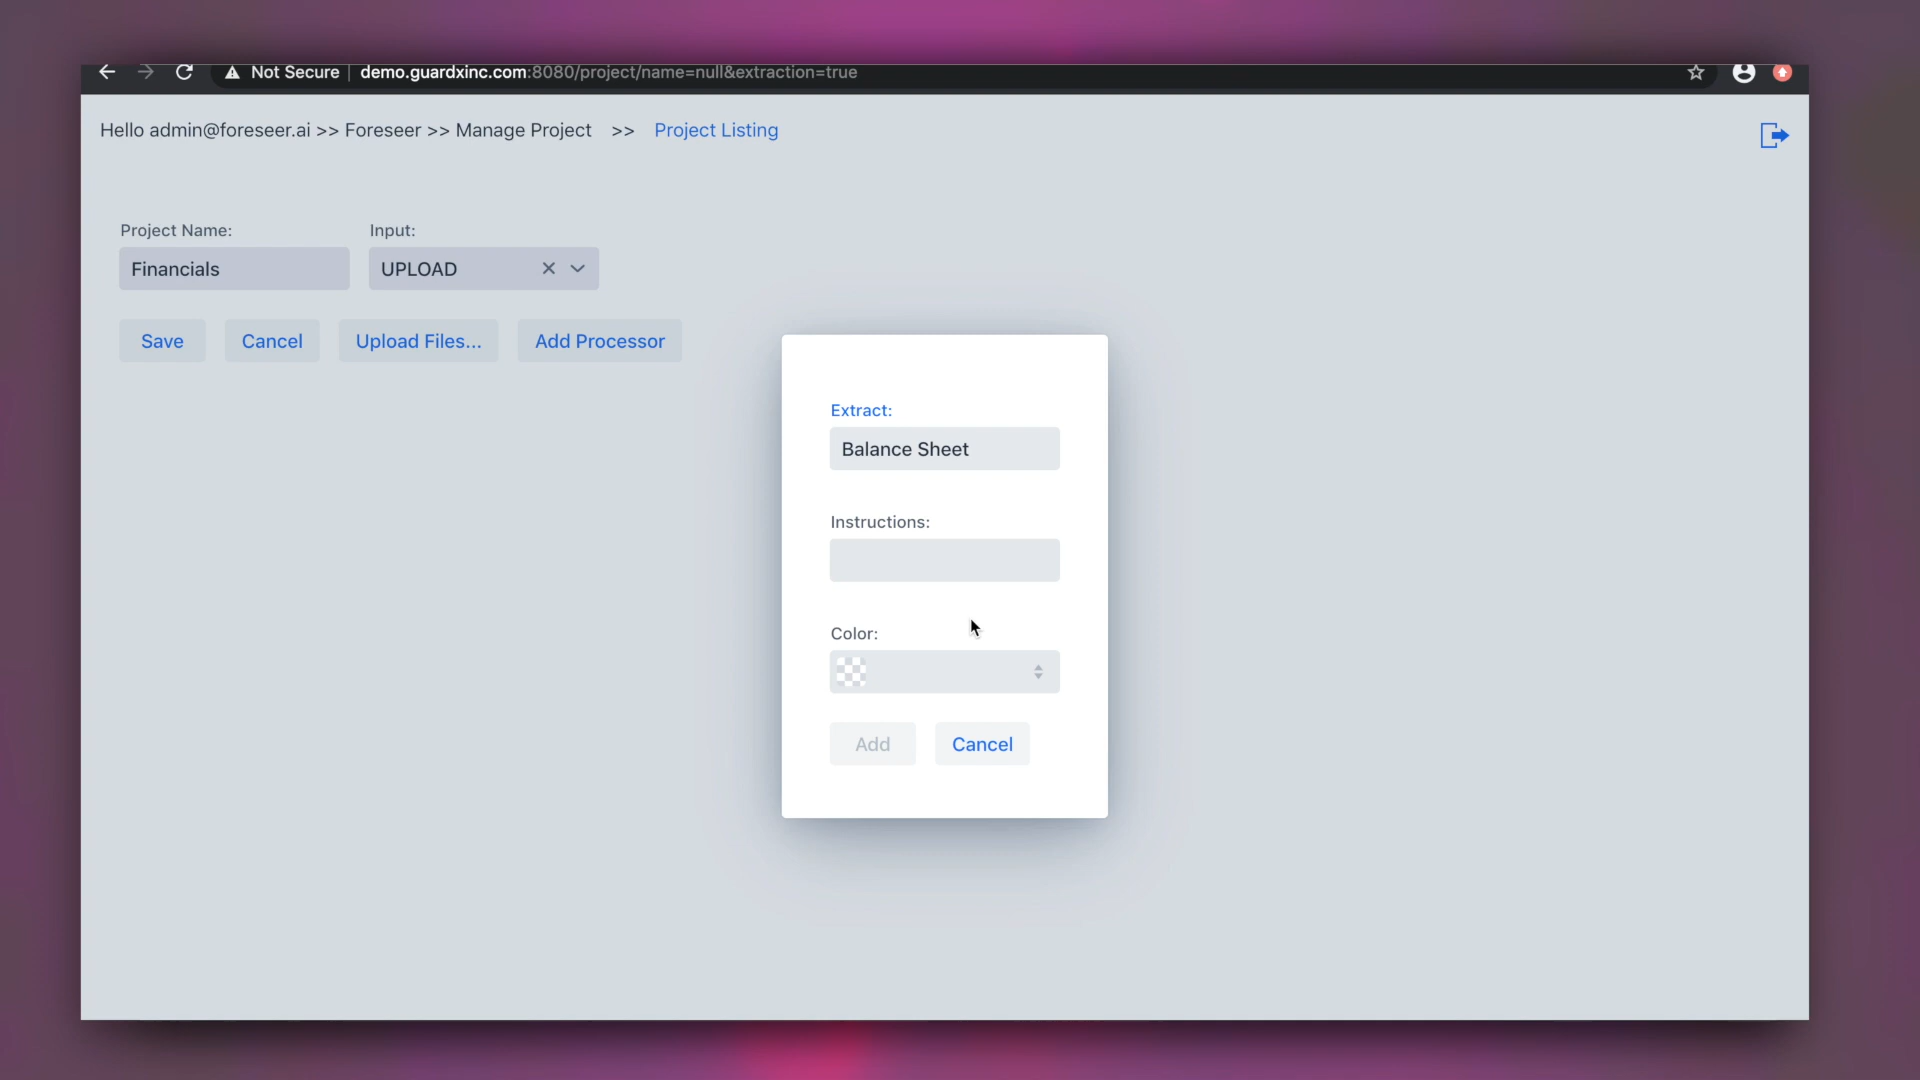 Not Secure | demo.guardxinc.com:8080/project/name=null&extraction=true
Hello admin@foreseer.ai >> Foreseer >> Manage Project >> Project Listing
Project Name: Input:
Financials UPLOAD
Save Cancel Upload Files... Add Processor
Extract:
Balance Sheet
Instructions:
Color:
Add Cancel